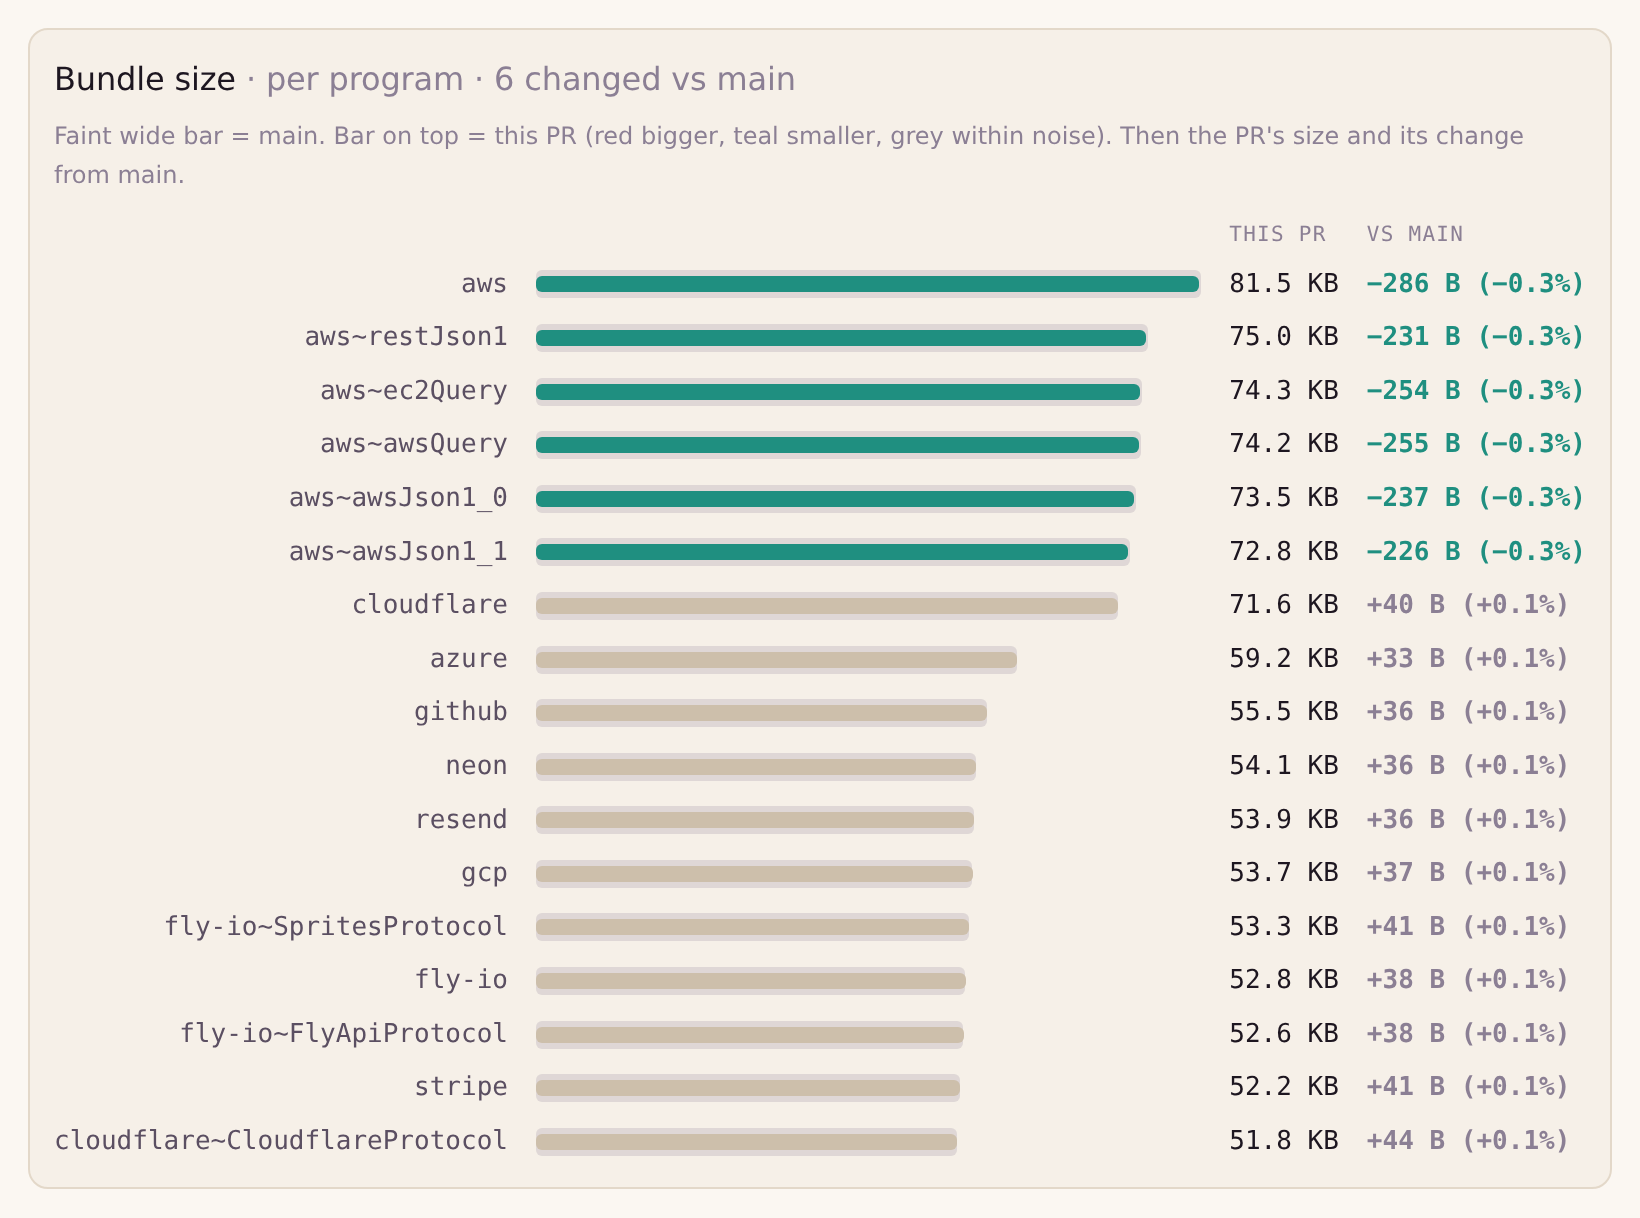 Bundle size · per program · 6 changed vs main
Faint wide bar = main. Bar on top = this PR (red bigger, teal smaller, grey within noise). Then the PR's size and its change
from main.
THIS PR VS MAIN
aws 81.5 KB −286 B (−0.3%)
aws~restJson1 75.0 KB −231 B (−0.3%)
aws~ec2Query 74.3 KB −254 B (−0.3%)
aws~awsQuery 74.2 KB −255 B (−0.3%)
aws~awsJson1_0 73.5 KB −237 B (−0.3%)
aws~awsJson1_1 72.8 KB −226 B (−0.3%)
cloudflare 71.6 KB +40 B (+0.1%)
azure 59.2 KB +33 B (+0.1%)
github 55.5 KB +36 B (+0.1%)
neon 54.1 KB +36 B (+0.1%)
resend 53.9 KB +36 B (+0.1%)
gcp 53.7 KB +37 B (+0.1%)
fly-io~SpritesProtocol 53.3 KB +41 B (+0.1%)
fly-io 52.8 KB +38 B (+0.1%)
fly-io~FlyApiProtocol 52.6 KB +38 B (+0.1%)
stripe 52.2 KB +41 B (+0.1%)
cloudflare~CloudflareProtocol 51.8 KB +44 B (+0.1%)